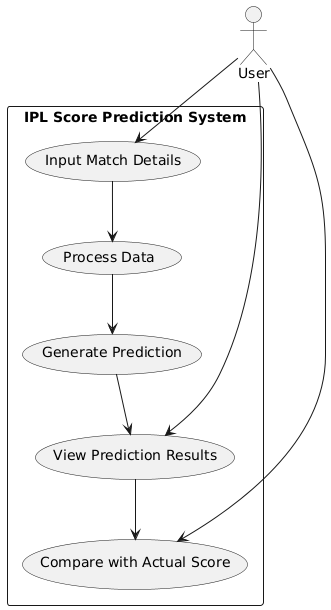 User
IPL Score Prediction System
Input Match Details
Process Data
Generate Prediction
View Prediction Results
Compare with Actual Score